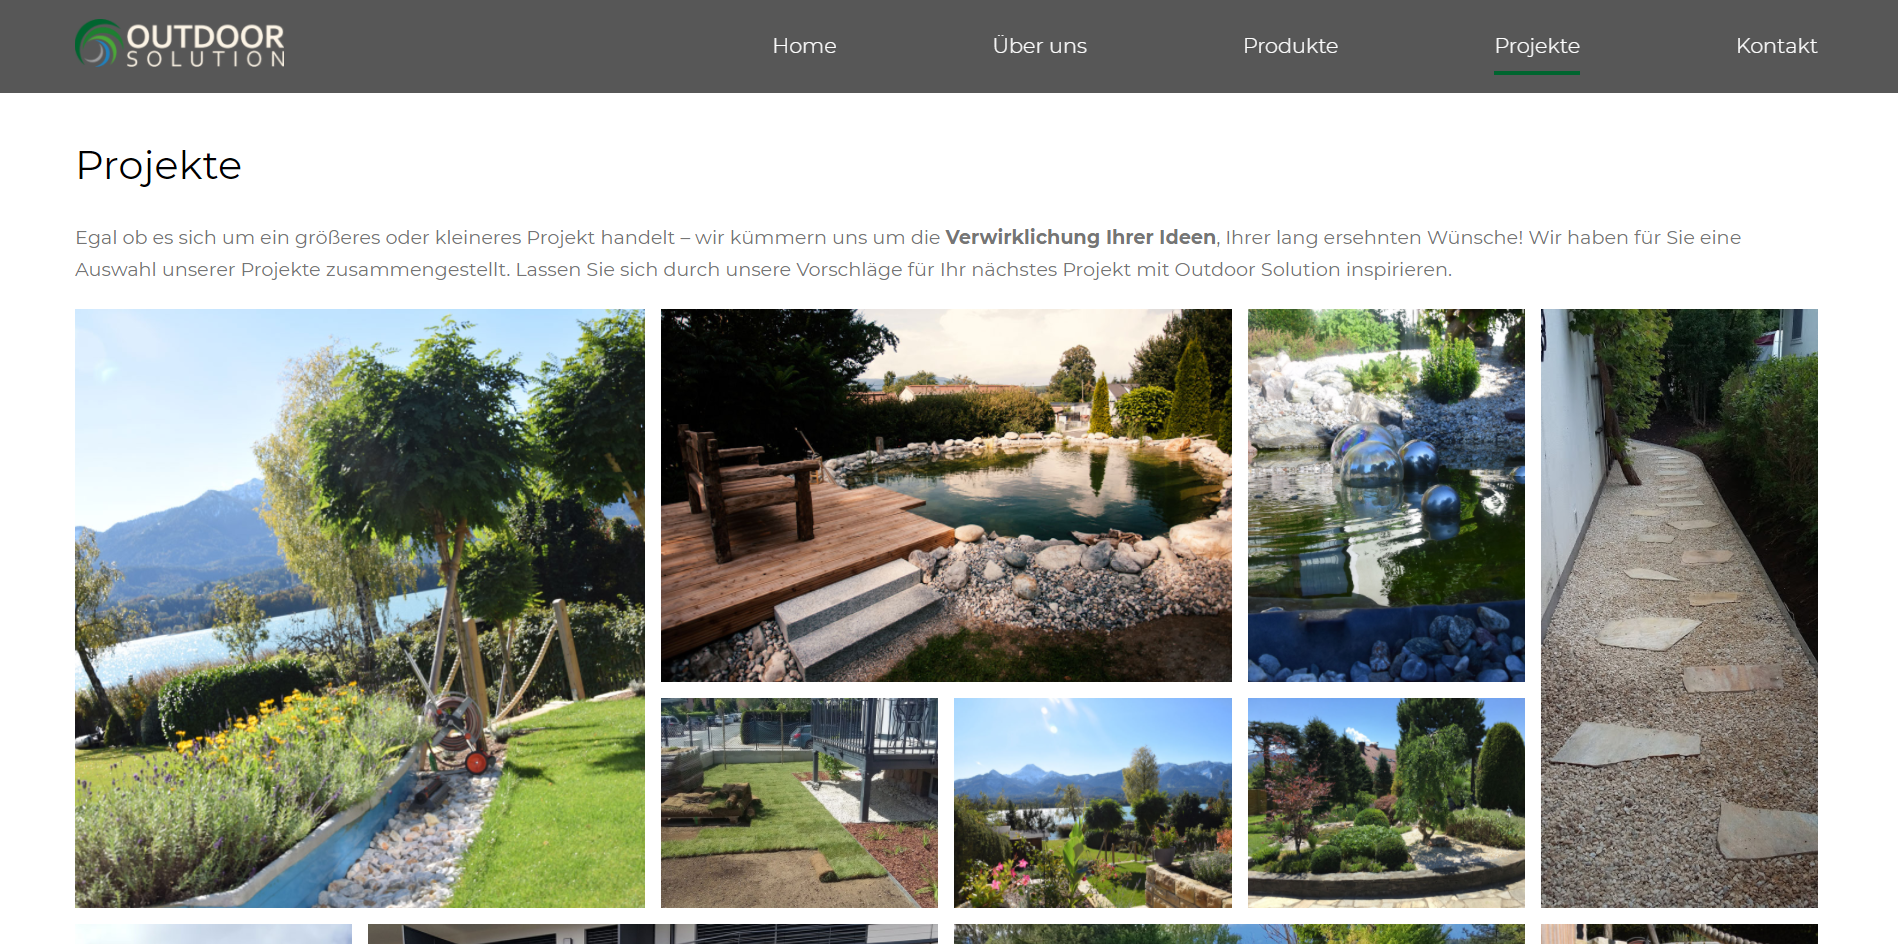 OUTDOOR
SOLUTION
Home
Über uns
Produkte
Projekte
Kontakt
Projekte
Egal ob es sich um ein größeres oder kleineres Projekt handelt – wir kümmern uns um die Verwirklichung Ihrer Ideen, Ihrer lang ersehnten Wünsche! Wir haben für Sie eine
Auswahl unserer Projekte zusammengestellt. Lassen Sie sich durch unsere Vorschläge für Ihr nächstes Projekt mit Outdoor Solution inspirieren.